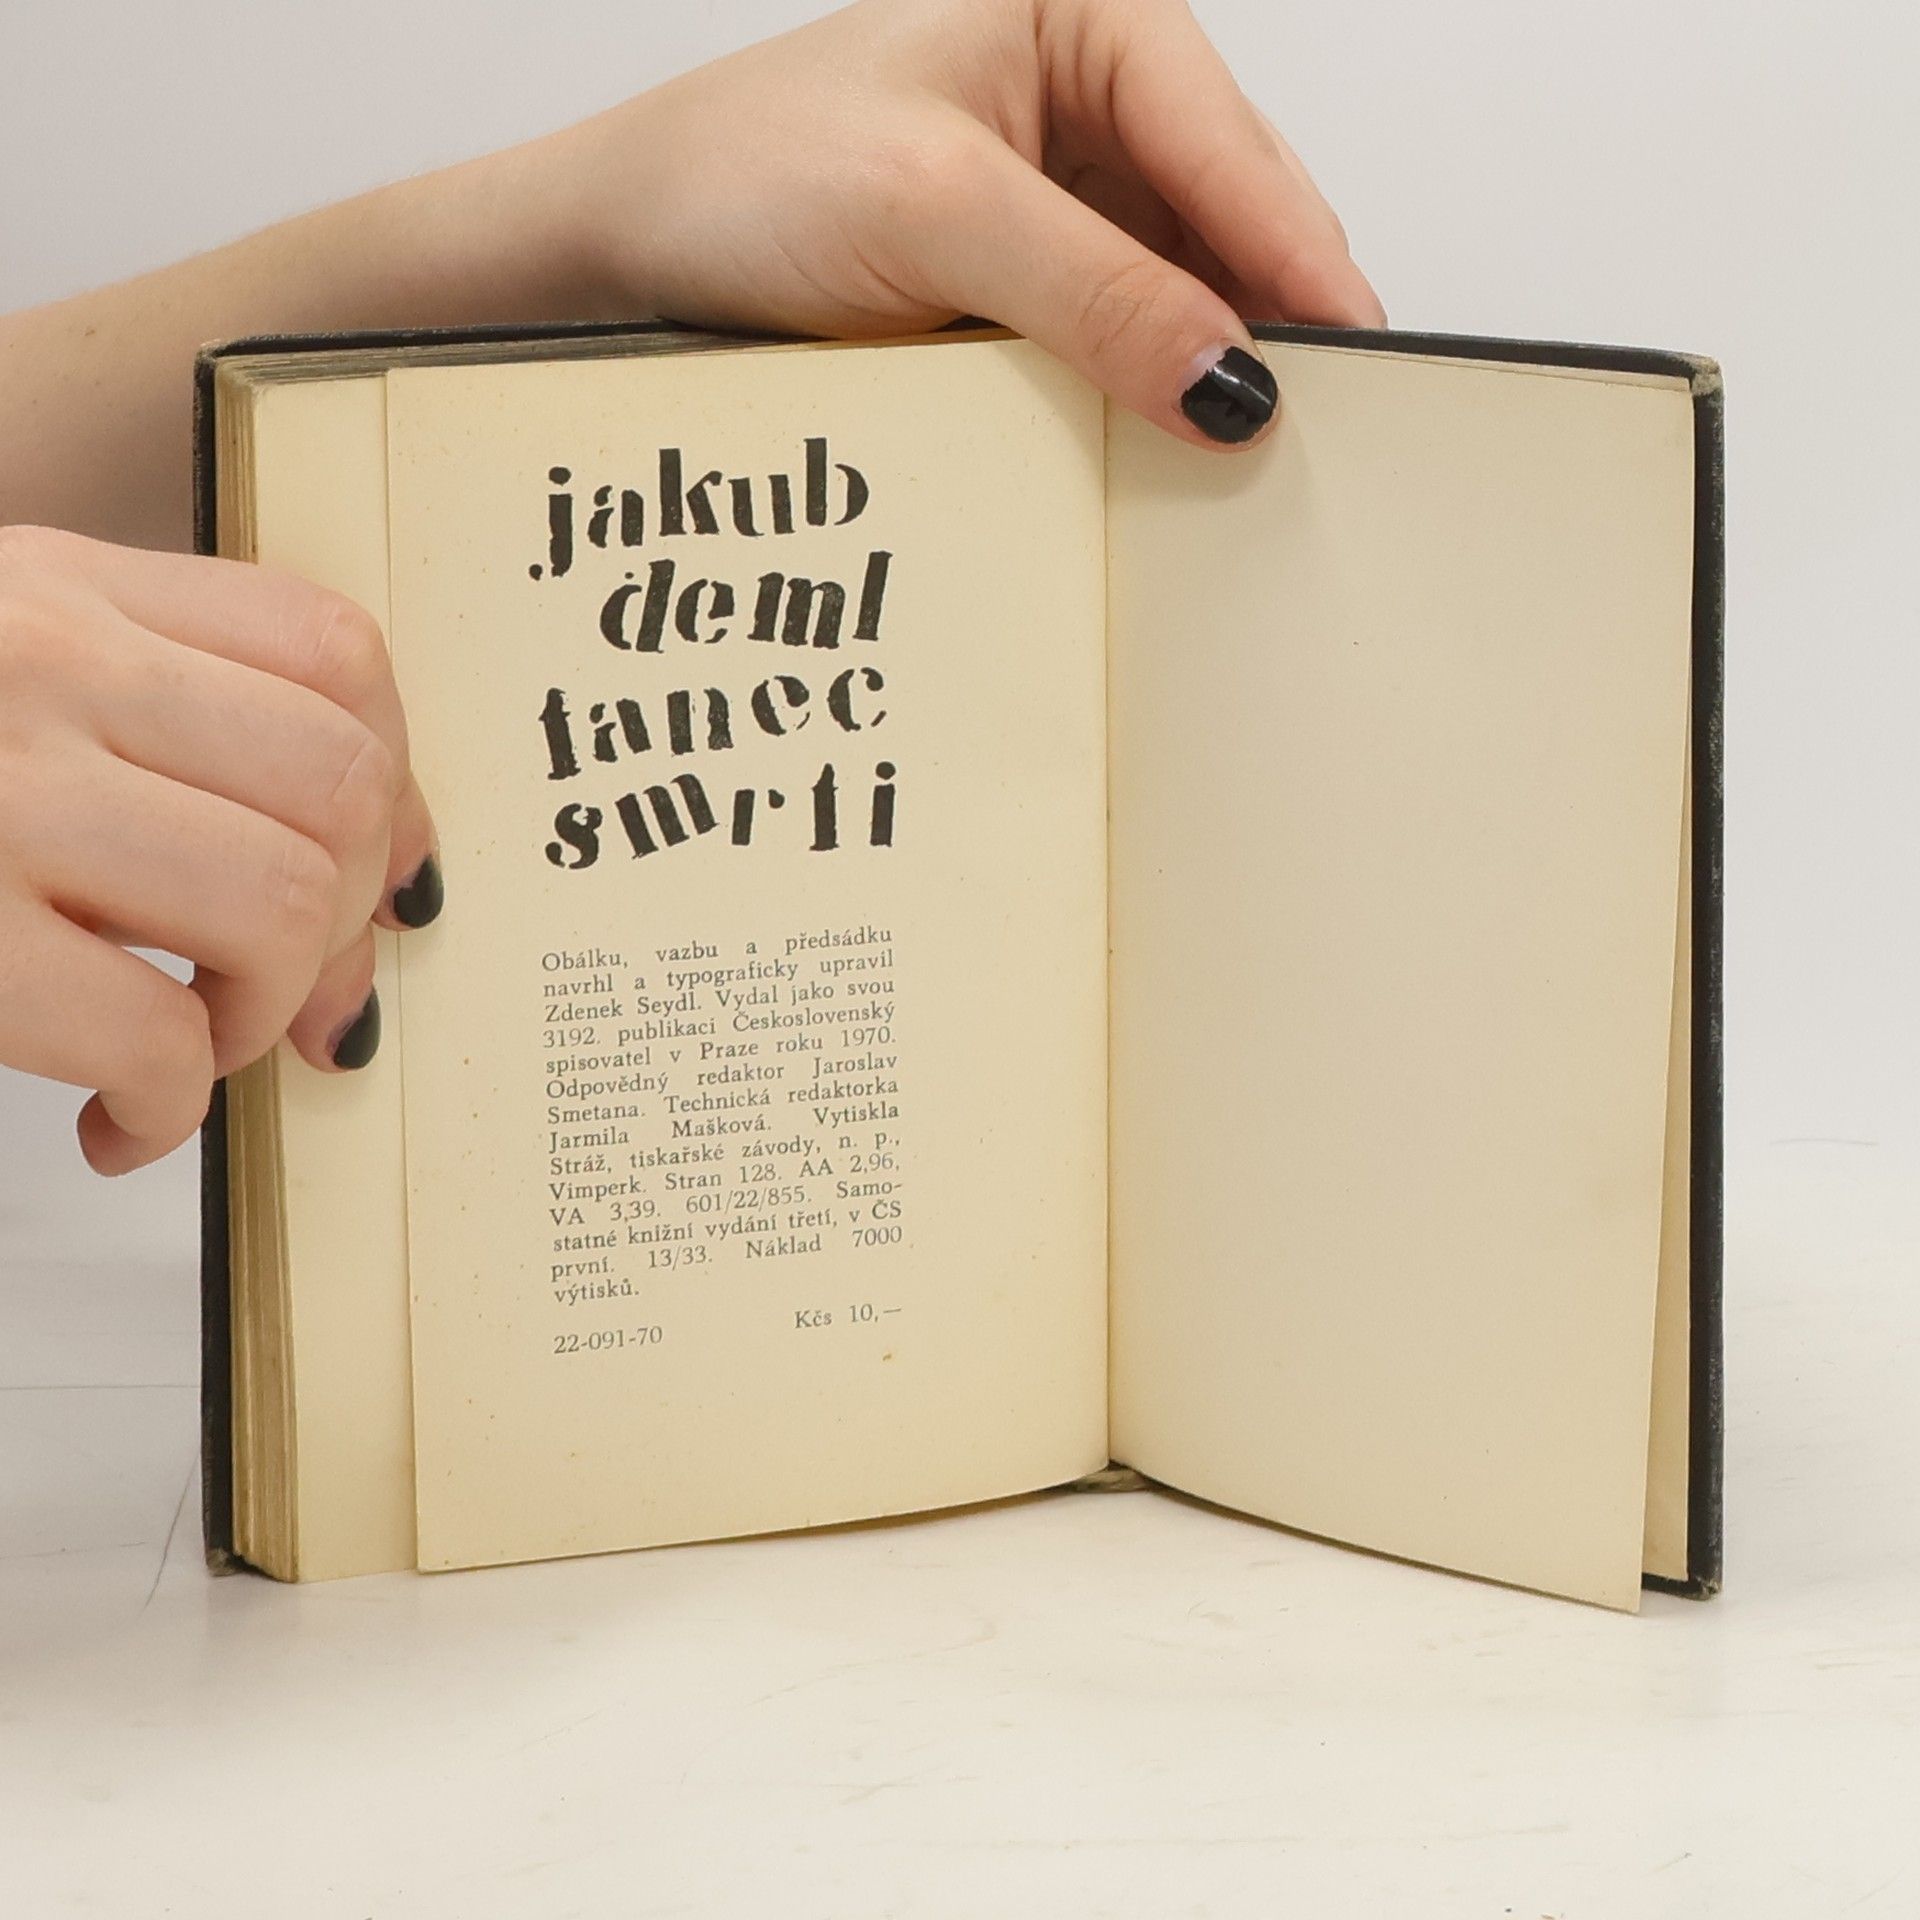 jakub
deml
tanec
smrti
Obálku, vazbu a předsádku
navrhl a typograficky upravil
Zdenek Seydl. Vydal jako svou
3192. publikaci Československý
spisovatel v Praze roku 1970.
Odpovědný redaktor Jaroslav
Smetana. Technická redaktorka
Jarmila Mašková. Vytiskla
Stráž, tiskařské závody, n. p.,
Vimperk. Stran 128. AA 2,96,
VA 3,39. 601/22/855. Samo-
statné knižní vydání třetí, v ČS
první. 13/33. Náklad 7000
výtisků.
22-091-70 Kčs 10,—